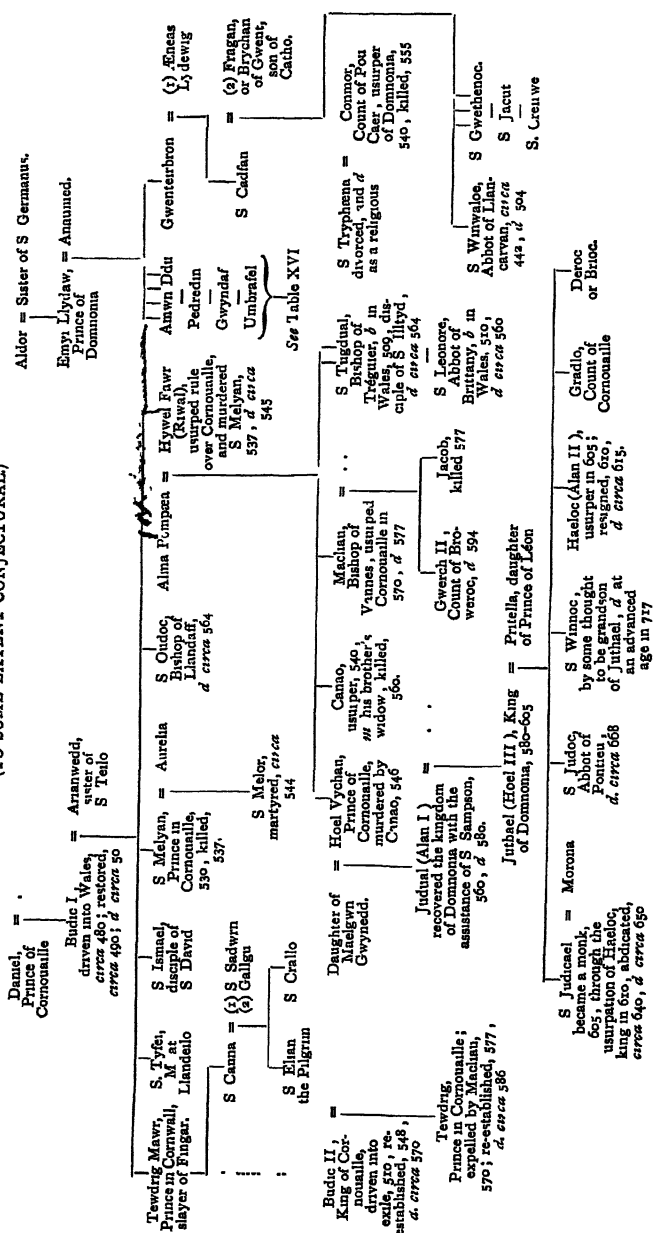 (TO SOME EXTENT CONJECTURAL)
Aldor = Sister of S Germanus.
Emyr Llydaw, = Anaumed.
Prince of
Domnonia
Daniel, = .
Prince of
Cornouaille
Budic I = Arianwedd,
driven into Wales, sister of
circa 480; restored, S Teilo
circa 490; d circa 50
Tewdrig Mawr,
Prince in Cornwall,
slayer of Fingar.
S. Tyfei,
M at
Llandeilo
S Ismael,
disciple of
S David
S Melyan, = Aurelia
Prince in
Cornouaille,
530, killed,
537.
S Oudoc,
Bishop of
Llandaff,
d circa 564
Alma Pompæa = Hywel Fawr
(Riwal),
usurped rule
over Cornouaille,
and murdered
S Melyan,
537, d circa
545
Amwn Ddu
Pedredin
Gwyndaf
Umbrafel
See Table XVI
Gwenteirbron = (1) Æneas
Lydewig
= (2) Fragan,
or Brychan
of Gwent,
son of
Catho.
S Cadfan
S Canna = (1) S Sadwrn
(2) Gallgu
S Elian
the Pilgrim
S Crallo
S Melor,
martyred, circa
544
Budic II, =
King of Cor-
nouaille,
driven into
exile, 510, re-
established, 548,
d. circa 570
Tewdrig,
Prince in Cornouaille;
expelled by Macliau,
570; re-established, 577,
d. circa 586
Daughter of = Hoel Vychan,
Maelgwn Prince of
Gwynedd. Cornouaille,
murdered by
Canao, 546
Canao,
usurper, 540;
m his brother's
widow, killed,
560.
Macliau, = . .
Bishop of
Vannes, usurped
Cornouaille in
570, d 577
S Tugdual,
Bishop of
Tréguier, b in
Wales, 509, dis-
ciple of S Illtyd,
d circa 564
S Leonore,
Abbot of
Brittany, b in
Wales, 510,
d circa 560
S Tryphæna = Conmor,
divorced, and d Count of Pou
as a religious Caer, usurper
of Domnonia,
540, killed, 555
S Winwaloe,
Abbot of Llan-
carvan, circa
442, d 504
S Gwethenoc.
S Jacut
S. Creuwe
Judual (Alan I) = . .
recovered the kingdom
of Domnonia with the
assistance of S Sampson,
560, d 580.
Gwerch II,
Count of Bro-
weroc, d 594
Jacob,
killed 577
Juthael (Hoel III), King = Pritella, daughter
of Domnonia, 580-605 of Prince of Léon
S Judicael = Morona
became a monk,
605, through the
usurpation of Haeloc,
king in 610, abdicated,
circa 640, d circa 650
S Judoc,
Abbot of
Ponticu,
d. circa 668
S Winnoc,
by some thought
to be grandson
of Juthael, d at
an advanced
age in 717
Haeloc (Alan II),
usurper in 605;
resigned, 610,
d circa 615.
Gradlo,
Count of
Cornouaille
Deroc
or Brioc.